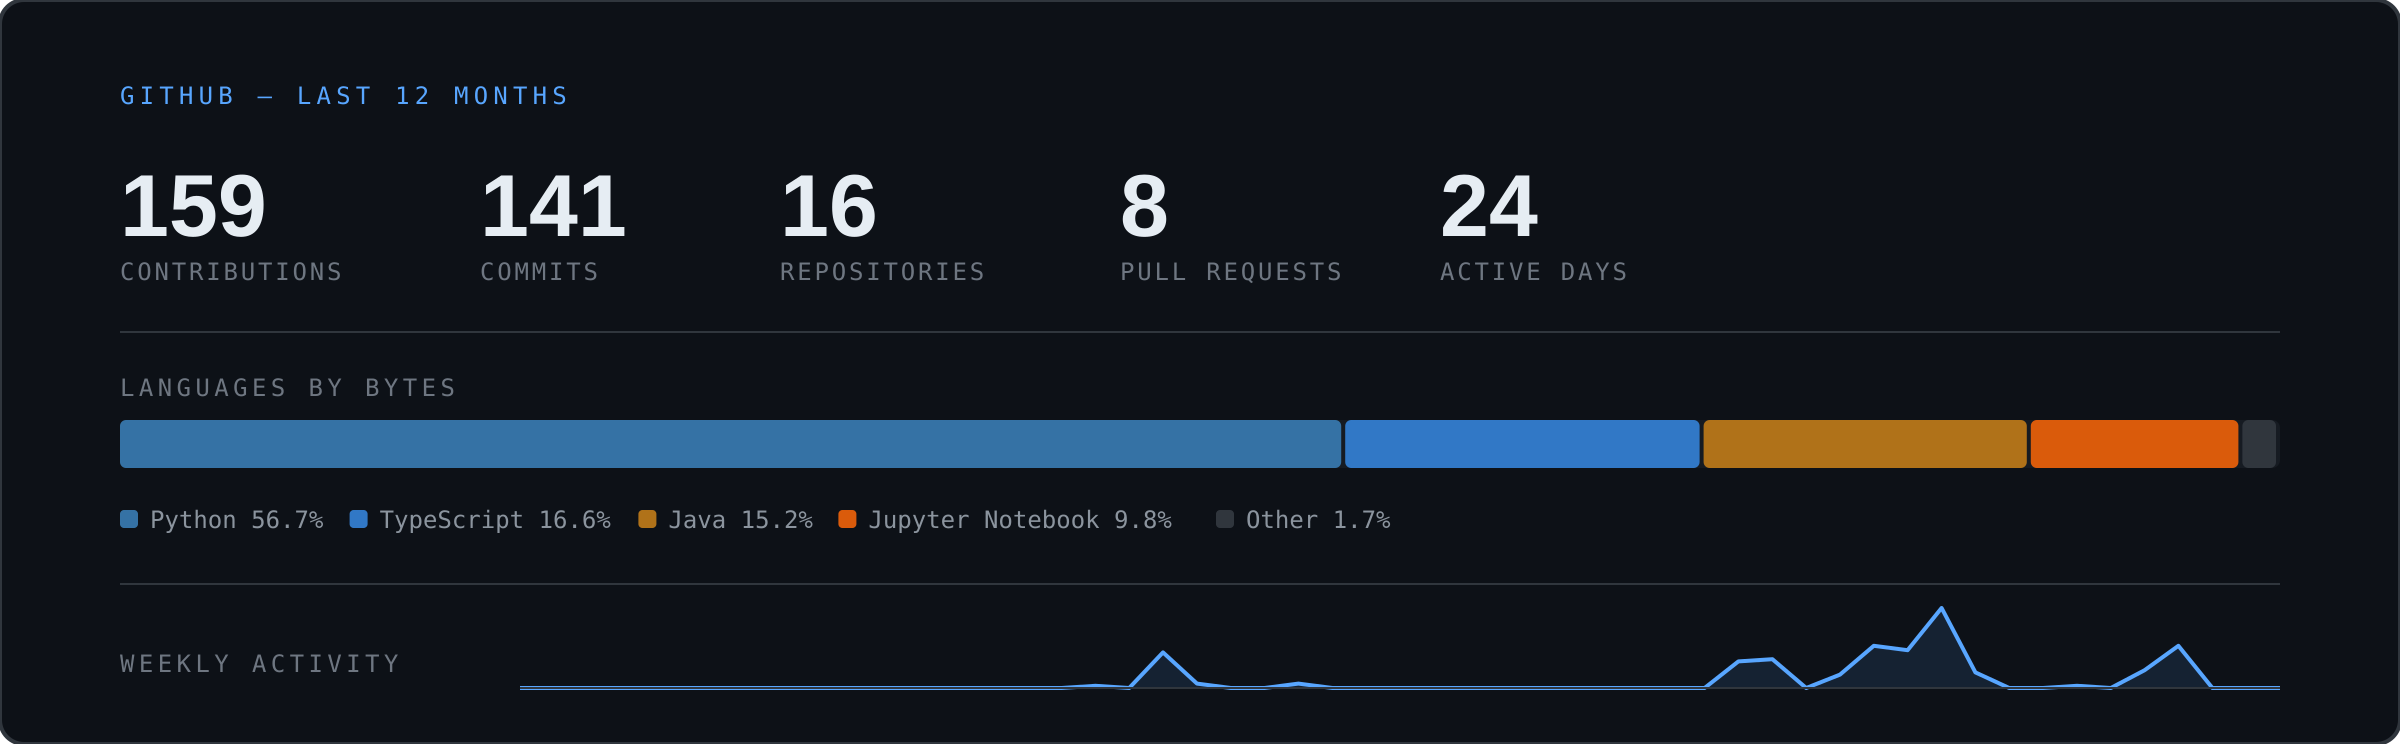 GITHUB — LAST 12 MONTHS
159 141 16 8 24
CONTRIBUTIONS COMMITS REPOSITORIES PULL REQUESTS ACTIVE DAYS
LANGUAGES BY BYTES
Python 56.7% TypeScript 16.6% Java 15.2% Jupyter Notebook 9.8% Other 1.7%
WEEKLY ACTIVITY